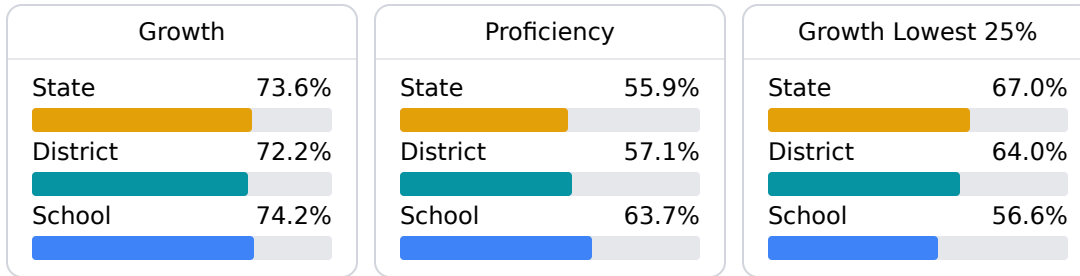 Growth
State 73.6%
District 72.2%
School 74.2%
Proficiency
State 55.9%
District 57.1%
School 63.7%
Growth Lowest 25%
State 67.0%
District 64.0%
School 56.6%